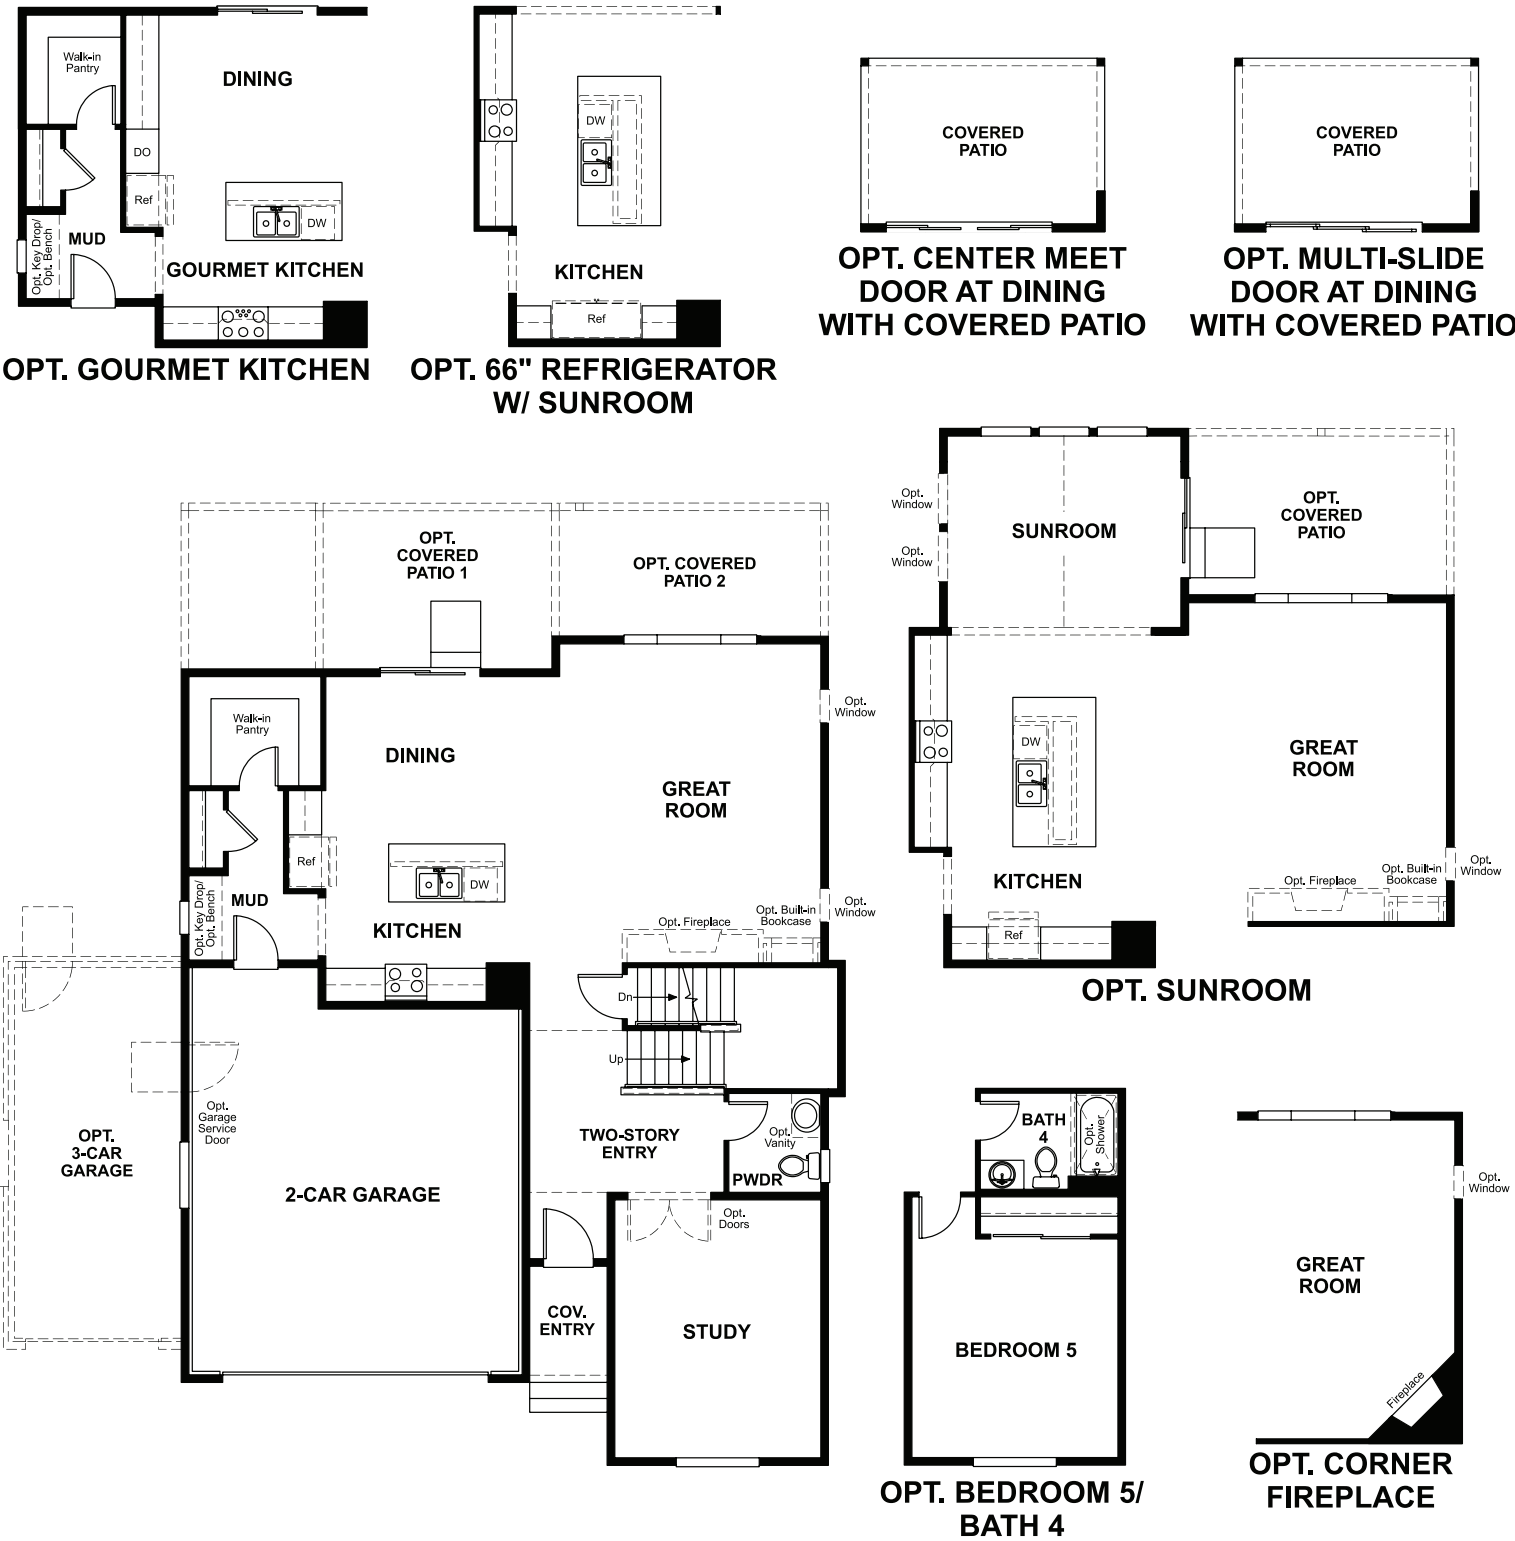 Walk-in
Pantry
DINING
DO
Ref
DW
MUD
Opt. Key Drop/
Opt. Bench
GOURMET KITCHEN
OPT. GOURMET KITCHEN
DW
KITCHEN
Ref
OPT. 66" REFRIGERATOR
W/ SUNROOM
COVERED
PATIO
OPT. CENTER MEET
DOOR AT DINING
WITH COVERED PATIO
COVERED
PATIO
OPT. MULTI-SLIDE
DOOR AT DINING
WITH COVERED PATIO
OPT.
COVERED
PATIO 1
OPT. COVERED
PATIO 2
Walk-in
Pantry
DINING
GREAT
ROOM
Opt.
Window
Ref
DW
MUD
Opt. Key Drop/
Opt. Bench
KITCHEN
Opt. Fireplace
Opt. Built-in
Bookcase
Opt.
Window
Dn
Up
Opt.
Garage
Service
Door
OPT.
3-CAR
GARAGE
2-CAR GARAGE
TWO-STORY
ENTRY
Opt.
Vanity
PWDR
Opt.
Doors
COV.
ENTRY
STUDY
Opt.
Window
Opt.
Window
SUNROOM
OPT.
COVERED
PATIO
DW
GREAT
ROOM
KITCHEN
Opt. Fireplace
Opt. Built-in
Bookcase
Opt.
Window
Ref
OPT. SUNROOM
BATH
4
Opt.
Shower
BEDROOM 5
OPT. BEDROOM 5/
BATH 4
Opt.
Window
GREAT
ROOM
Fireplace
OPT. CORNER
FIREPLACE